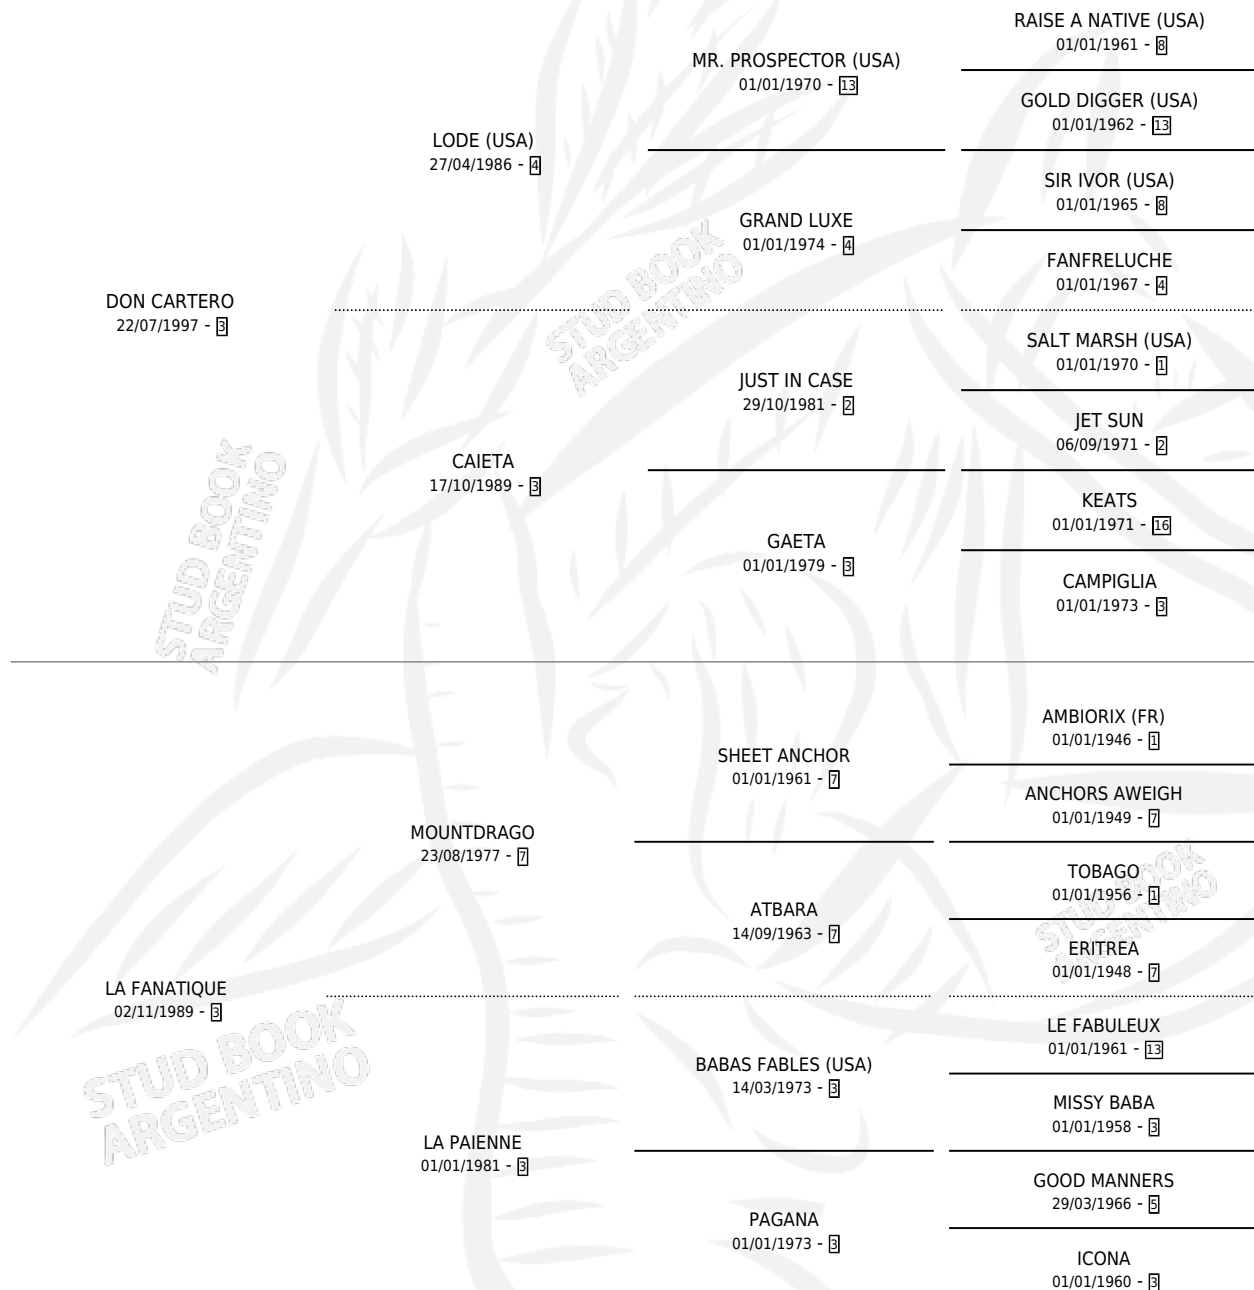 RAISE A NATIVE (USA)
01/01/1961 - 8
MR. PROSPECTOR (USA)
01/01/1970 - 13
GOLD DIGGER (USA)
01/01/1962 - 13
LODE (USA)
27/04/1986 - 4
SIR IVOR (USA)
01/01/1965 - 8
GRAND LUXE
01/01/1974 - 4
FANFRELUCHE
01/01/1967 - 4
STUD BOOK
ARGENTINO
DON CARTERO
22/07/1997 - 3
SALT MARSH (USA)
01/01/1970 - 1
JUST IN CASE
29/10/1981 - 2
JET SUN
06/09/1971 - 2
CAIETA
17/10/1989 - 3
KEATS
01/01/1971 - 16
GAETA
01/01/1979 - 3
CAMPIGLIA
01/01/1973 - 3
STUD BOOK
ARGENTINO
AMBIORIX (FR)
01/01/1946 - 1
SHEET ANCHOR
01/01/1961 - 7
ANCHORS AWEIGH
01/01/1949 - 7
MOUNTDRAGO
23/08/1977 - 7
TOBAGO
01/01/1956 - 1
ATBARA
14/09/1963 - 7
ERITREA
01/01/1948 - 7
STUD BOOK
ARGENTINO
LA FANATIQUE
02/11/1989 - 3
LE FABULEUX
01/01/1961 - 13
BABAS FABLES (USA)
14/03/1973 - 3
MISSY BABA
01/01/1958 - 3
STUD BOOK
ARGENTINO
LA PAIENNE
01/01/1981 - 3
GOOD MANNERS
29/03/1966 - 5
PAGANA
01/01/1973 - 3
ICONA
01/01/1960 - 3